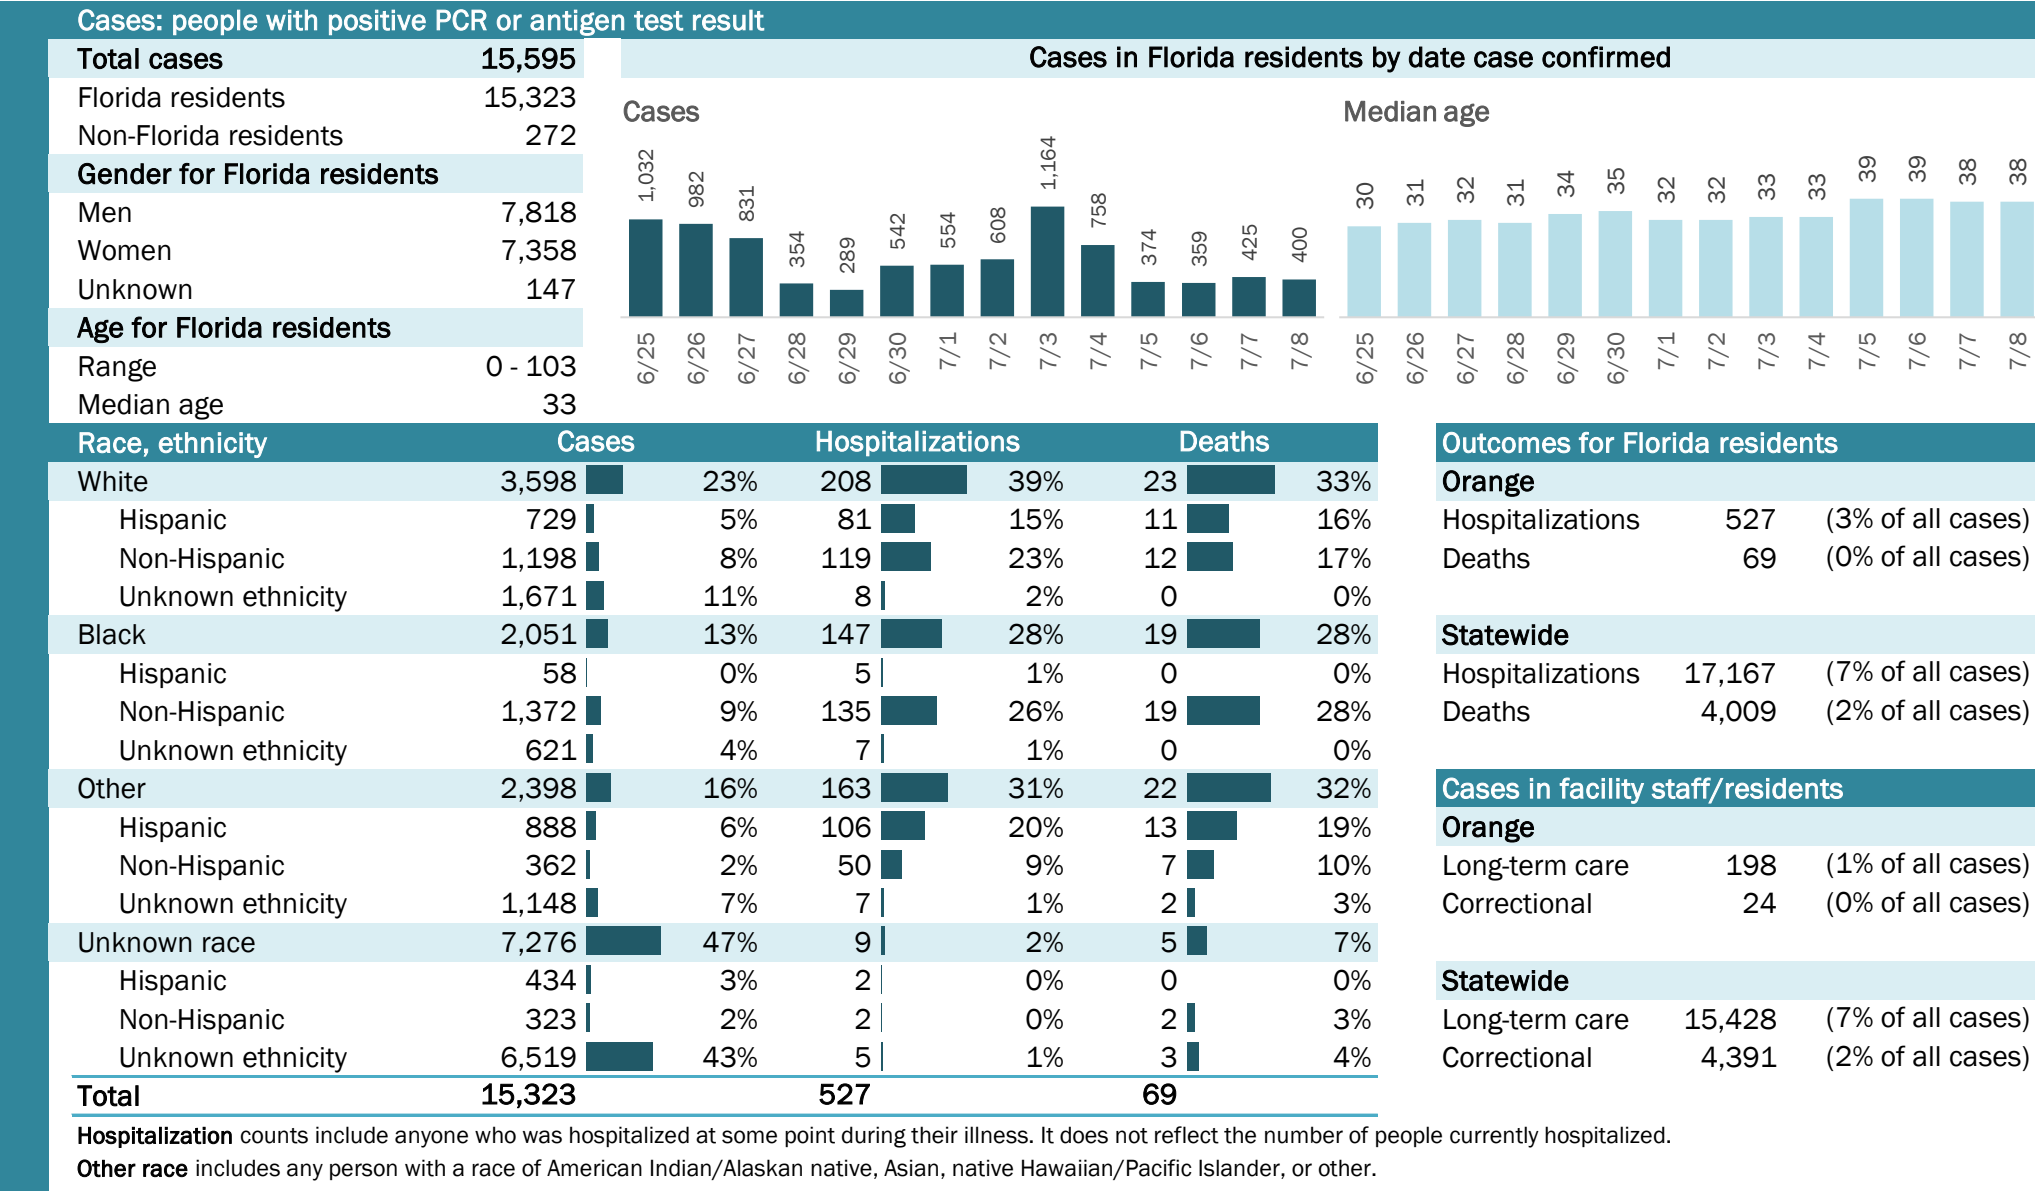 Cases: people with positive PCR or antigen test result
Total cases 15,595
Florida residents 15,323
Non-Florida residents 272
Gender for Florida residents
Men 7,818
Women 7,358
Unknown 147
Age for Florida residents
Range 0 - 103
Median age 33
Cases in Florida residents by date case confirmed
Cases
1,032 982 831 354 289 542 554 608 1,164 758 374 359 425 400
6/25 6/26 6/27 6/28 6/29 6/30 7/1 7/2 7/3 7/4 7/5 7/6 7/7 7/8
Median age
30 31 32 31 34 35 32 32 33 33 39 39 38 38
6/25 6/26 6/27 6/28 6/29 6/30 7/1 7/2 7/3 7/4 7/5 7/6 7/7 7/8
Race, ethnicity Cases Hospitalizations Deaths
White 3,598 23% 208 39% 23 33%
Hispanic 729 5% 81 15% 11 16%
Non-Hispanic 1,198 8% 119 23% 12 17%
Unknown ethnicity 1,671 11% 8 2% 0 0%
Black 2,051 13% 147 28% 19 28%
Hispanic 58 0% 5 1% 0 0%
Non-Hispanic 1,372 9% 135 26% 19 28%
Unknown ethnicity 621 4% 7 1% 0 0%
Other 2,398 16% 163 31% 22 32%
Hispanic 888 6% 106 20% 13 19%
Non-Hispanic 362 2% 50 9% 7 10%
Unknown ethnicity 1,148 7% 7 1% 2 3%
Unknown race 7,276 47% 9 2% 5 7%
Hispanic 434 3% 2 0% 0 0%
Non-Hispanic 323 2% 2 0% 2 3%
Unknown ethnicity 6,519 43% 5 1% 3 4%
Total 15,323 527 69
Outcomes for Florida residents
Orange
Hospitalizations 527 (3% of all cases)
Deaths 69 (0% of all cases)
Statewide
Hospitalizations 17,167 (7% of all cases)
Deaths 4,009 (2% of all cases)
Cases in facility staff/residents
Orange
Long-term care 198 (1% of all cases)
Correctional 24 (0% of all cases)
Statewide
Long-term care 15,428 (7% of all cases)
Correctional 4,391 (2% of all cases)
Hospitalization counts include anyone who was hospitalized at some point during their illness. It does not reflect the number of people currently hospitalized.
Other race includes any person with a race of American Indian/Alaskan native, Asian, native Hawaiian/Pacific Islander, or other.